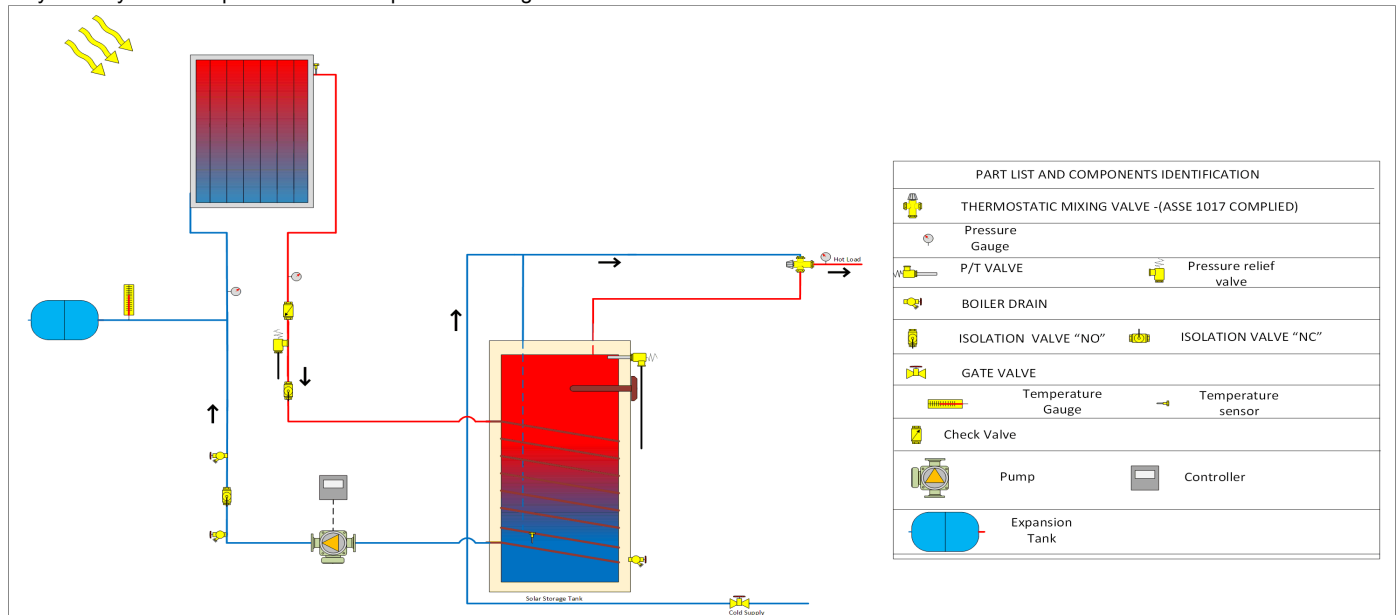 Hot Load
Solar Storage Tank
Cold Supply
PART LIST AND COMPONENTS IDENTIFICATION
THERMOSTATIC MIXING VALVE -(ASSE 1017 COMPLIED)
Pressure
Gauge
P/T VALVE
Pressure relief
valve
BOILER DRAIN
ISOLATION VALVE "NO"
ISOLATION VALVE "NC"
GATE VALVE
Temperature
Gauge
Temperature
sensor
Check Valve
Pump
Controller
Expansion
Tank